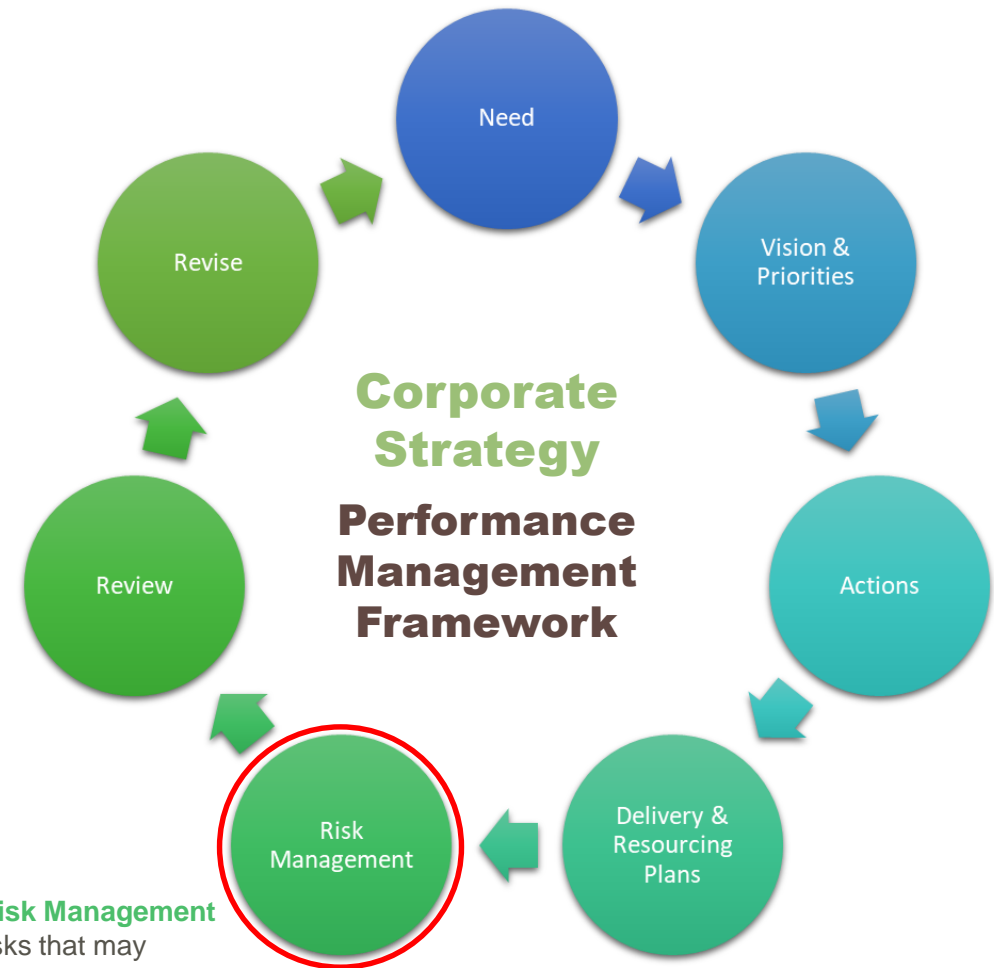 Need
Vision &
Priorities
Actions
Delivery &
Resourcing
Plans
Risk
Management
Review
Revise
Corporate
Strategy
Performance
Management
Framework
isk Management
sks that may